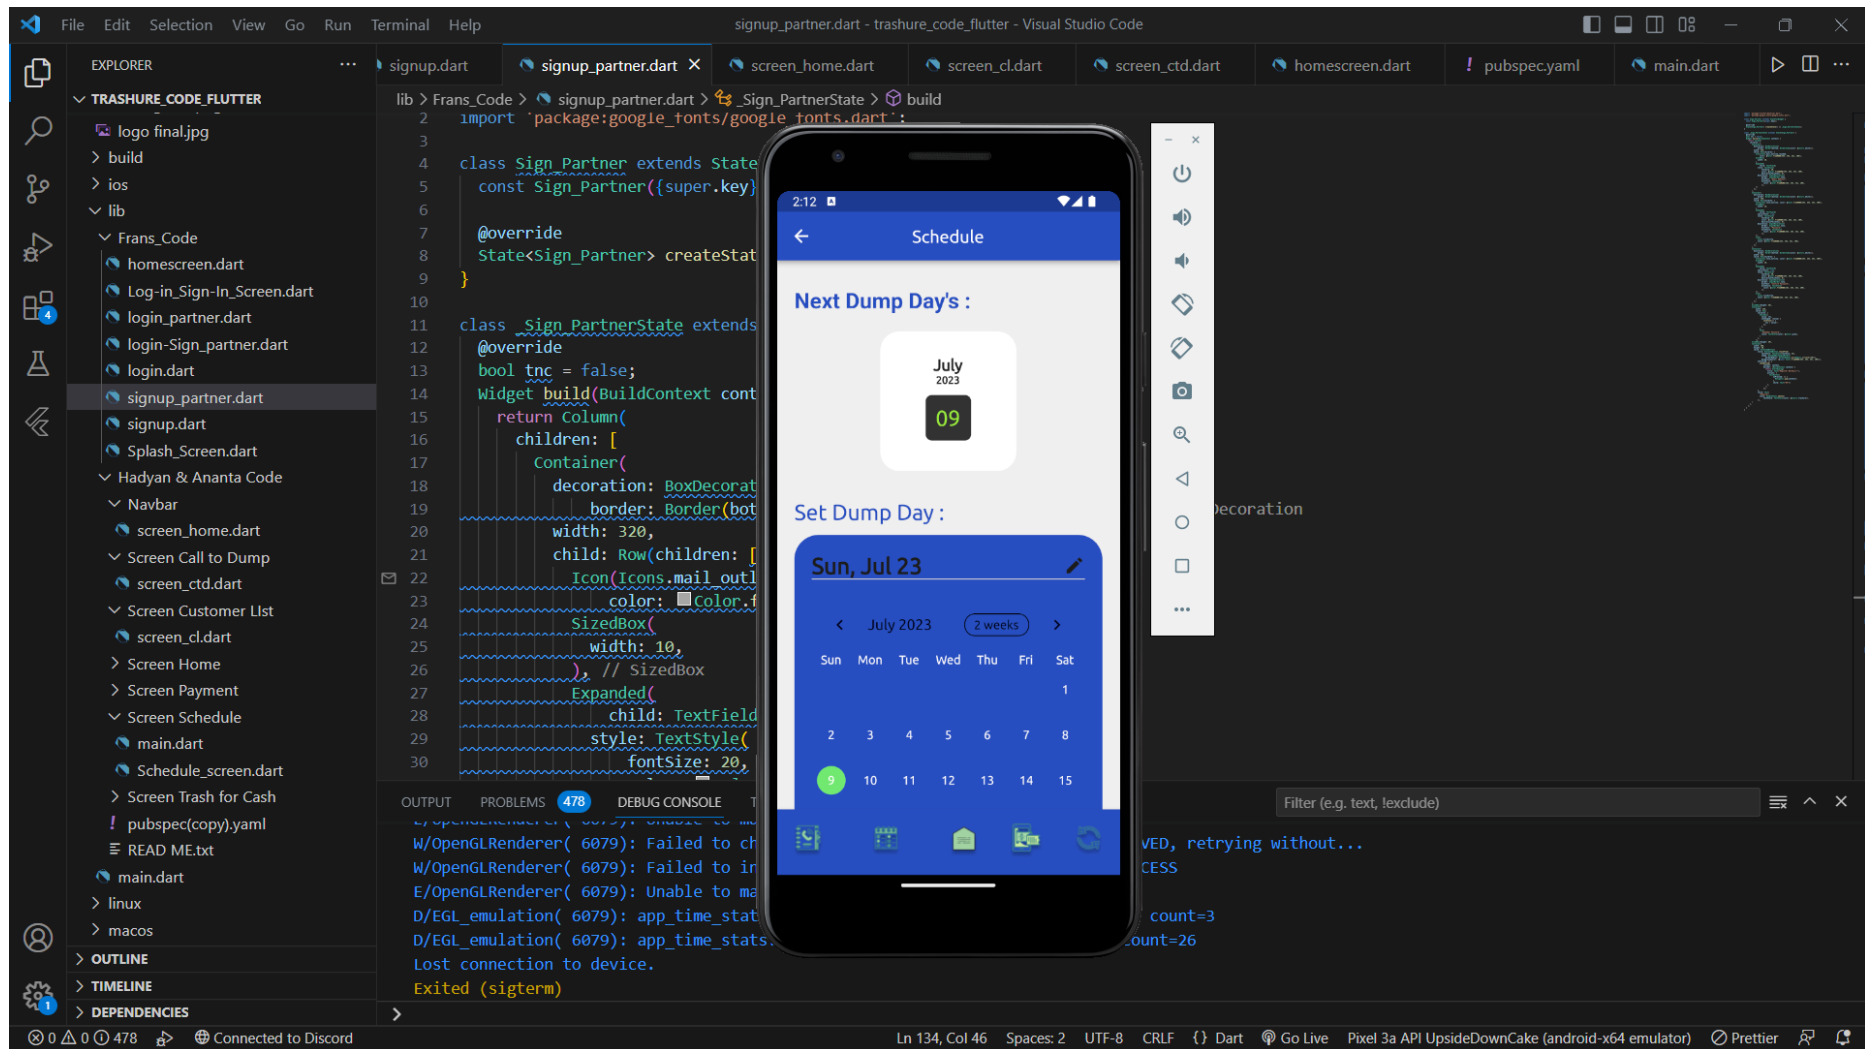 File Edit Selection View Go Run Terminal Help
signup_partner.dart - trashure_code_flutter - Visual Studio Code
EXPLORER
signup.dart
signup_partner.dart
screen_home.dart
screen_cl.dart
screen_ctd.dart
homescreen.dart
! pubspec.yaml
main.dart
TRASHURE_CODE_FLUTTER
logo final.jpg
build
ios
lib
Frans_Code
homescreen.dart
Log-in_Sign-In_Screen.dart
login_partner.dart
login-Sign_partner.dart
login.dart
signup_partner.dart
signup.dart
Splash_Screen.dart
Hadyan & Ananta Code
Navbar
screen_home.dart
Screen Call to Dump
screen_ctd.dart
Screen Customer LIst
screen_cl.dart
Screen Home
Screen Payment
Screen Schedule
main.dart
Schedule_screen.dart
Screen Trash for Cash
! pubspec(copy).yaml
READ ME.txt
main.dart
linux
macos
OUTLINE
TIMELINE
DEPENDENCIES
4
1
lib > Frans_Code > signup_partner.dart > _Sign_PartnerState > build
2 import 'package:google_fonts/google_fonts.dart';
3
4 class Sign_Partner extends State
5 const Sign_Partner({super.key}
6
7 @override
8 State<Sign_Partner> createStat
9 }
10
11 class _Sign_PartnerState extends
12 @override
13 bool tnc = false;
14 Widget build(BuildContext cont
15 return Column(
16 children: [
17 Container(
18 decoration: BoxDecorat
19 border: Border(bot
20 width: 320,
21 child: Row(children: [
22 Icon(Icons.mail_outl
23 color: Color.f
24 SizedBox(
25 width: 10,
26 ), // SizedBox
27 Expanded(
28 child: TextField
29 style: TextStyle(
30 fontSize: 20,
ecoration
2:12
Schedule
Next Dump Day's :
July
2023
09
Set Dump Day :
Sun, Jul 23
July 2023 2 weeks
Sun Mon Tue Wed Thu Fri Sat
1
2 3 4 5 6 7 8
9 10 11 12 13 14 15
OUTPUT PROBLEMS 478 DEBUG CONSOLE
Filter (e.g. text, !exclude)
W/OpenGLRenderer( 6079): Failed to ch VED, retrying without...
W/OpenGLRenderer( 6079): Failed to in CESS
E/OpenGLRenderer( 6079): Unable to ma
D/EGL_emulation( 6079): app_time_stat count=3
D/EGL_emulation( 6079): app_time_stats: ount=26
Lost connection to device.
Exited (sigterm)
0 0 478 Connected to Discord
Ln 134, Col 46 Spaces: 2 UTF-8 CRLF {} Dart Go Live Pixel 3a API UpsideDownCake (android-x64 emulator) Prettier